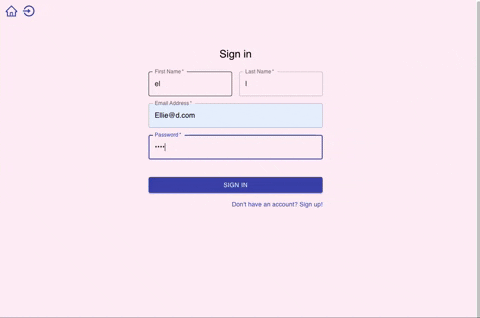 Sign in
First Name *
Last Name *
el
l
Email Address *
Ellie@d.com
Password *
••••
SIGN IN
Don't have an account? Sign up!